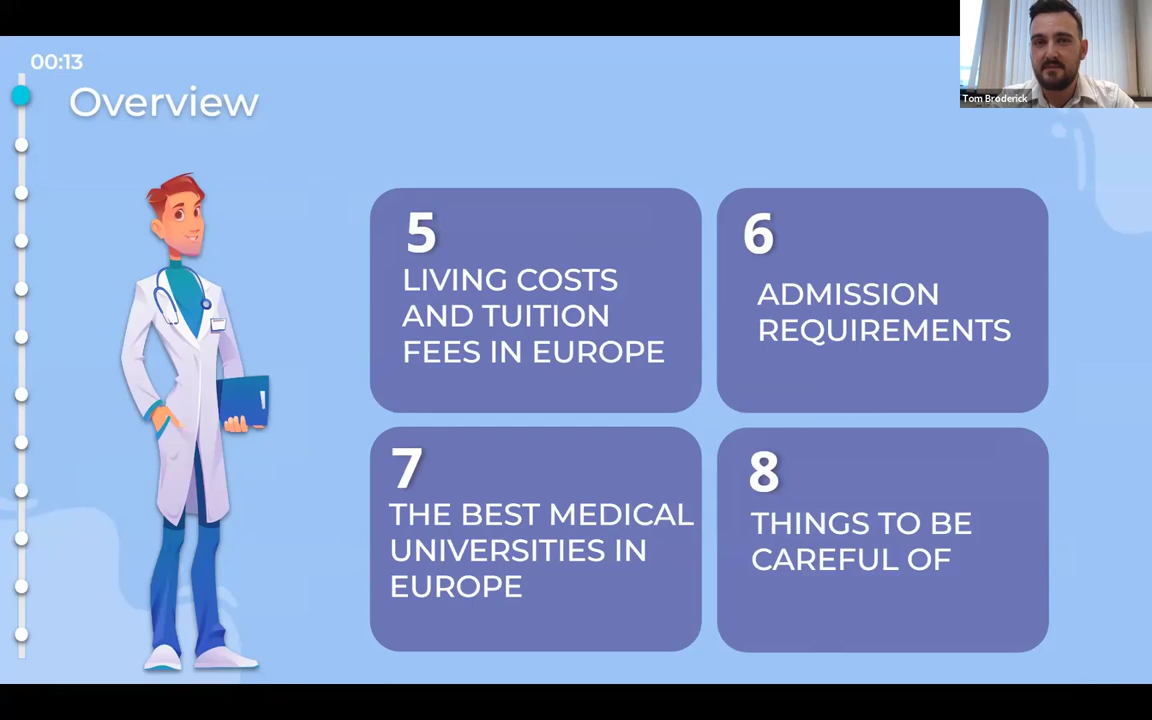 00:13
Overview
Tom Broderick
5
LIVING COSTS
AND TUITION
FEES IN EUROPE
6
ADMISSION
REQUIREMENTS
7
THE BEST MEDICAL
UNIVERSITIES IN
EUROPE
8
THINGS TO BE
CAREFUL OF